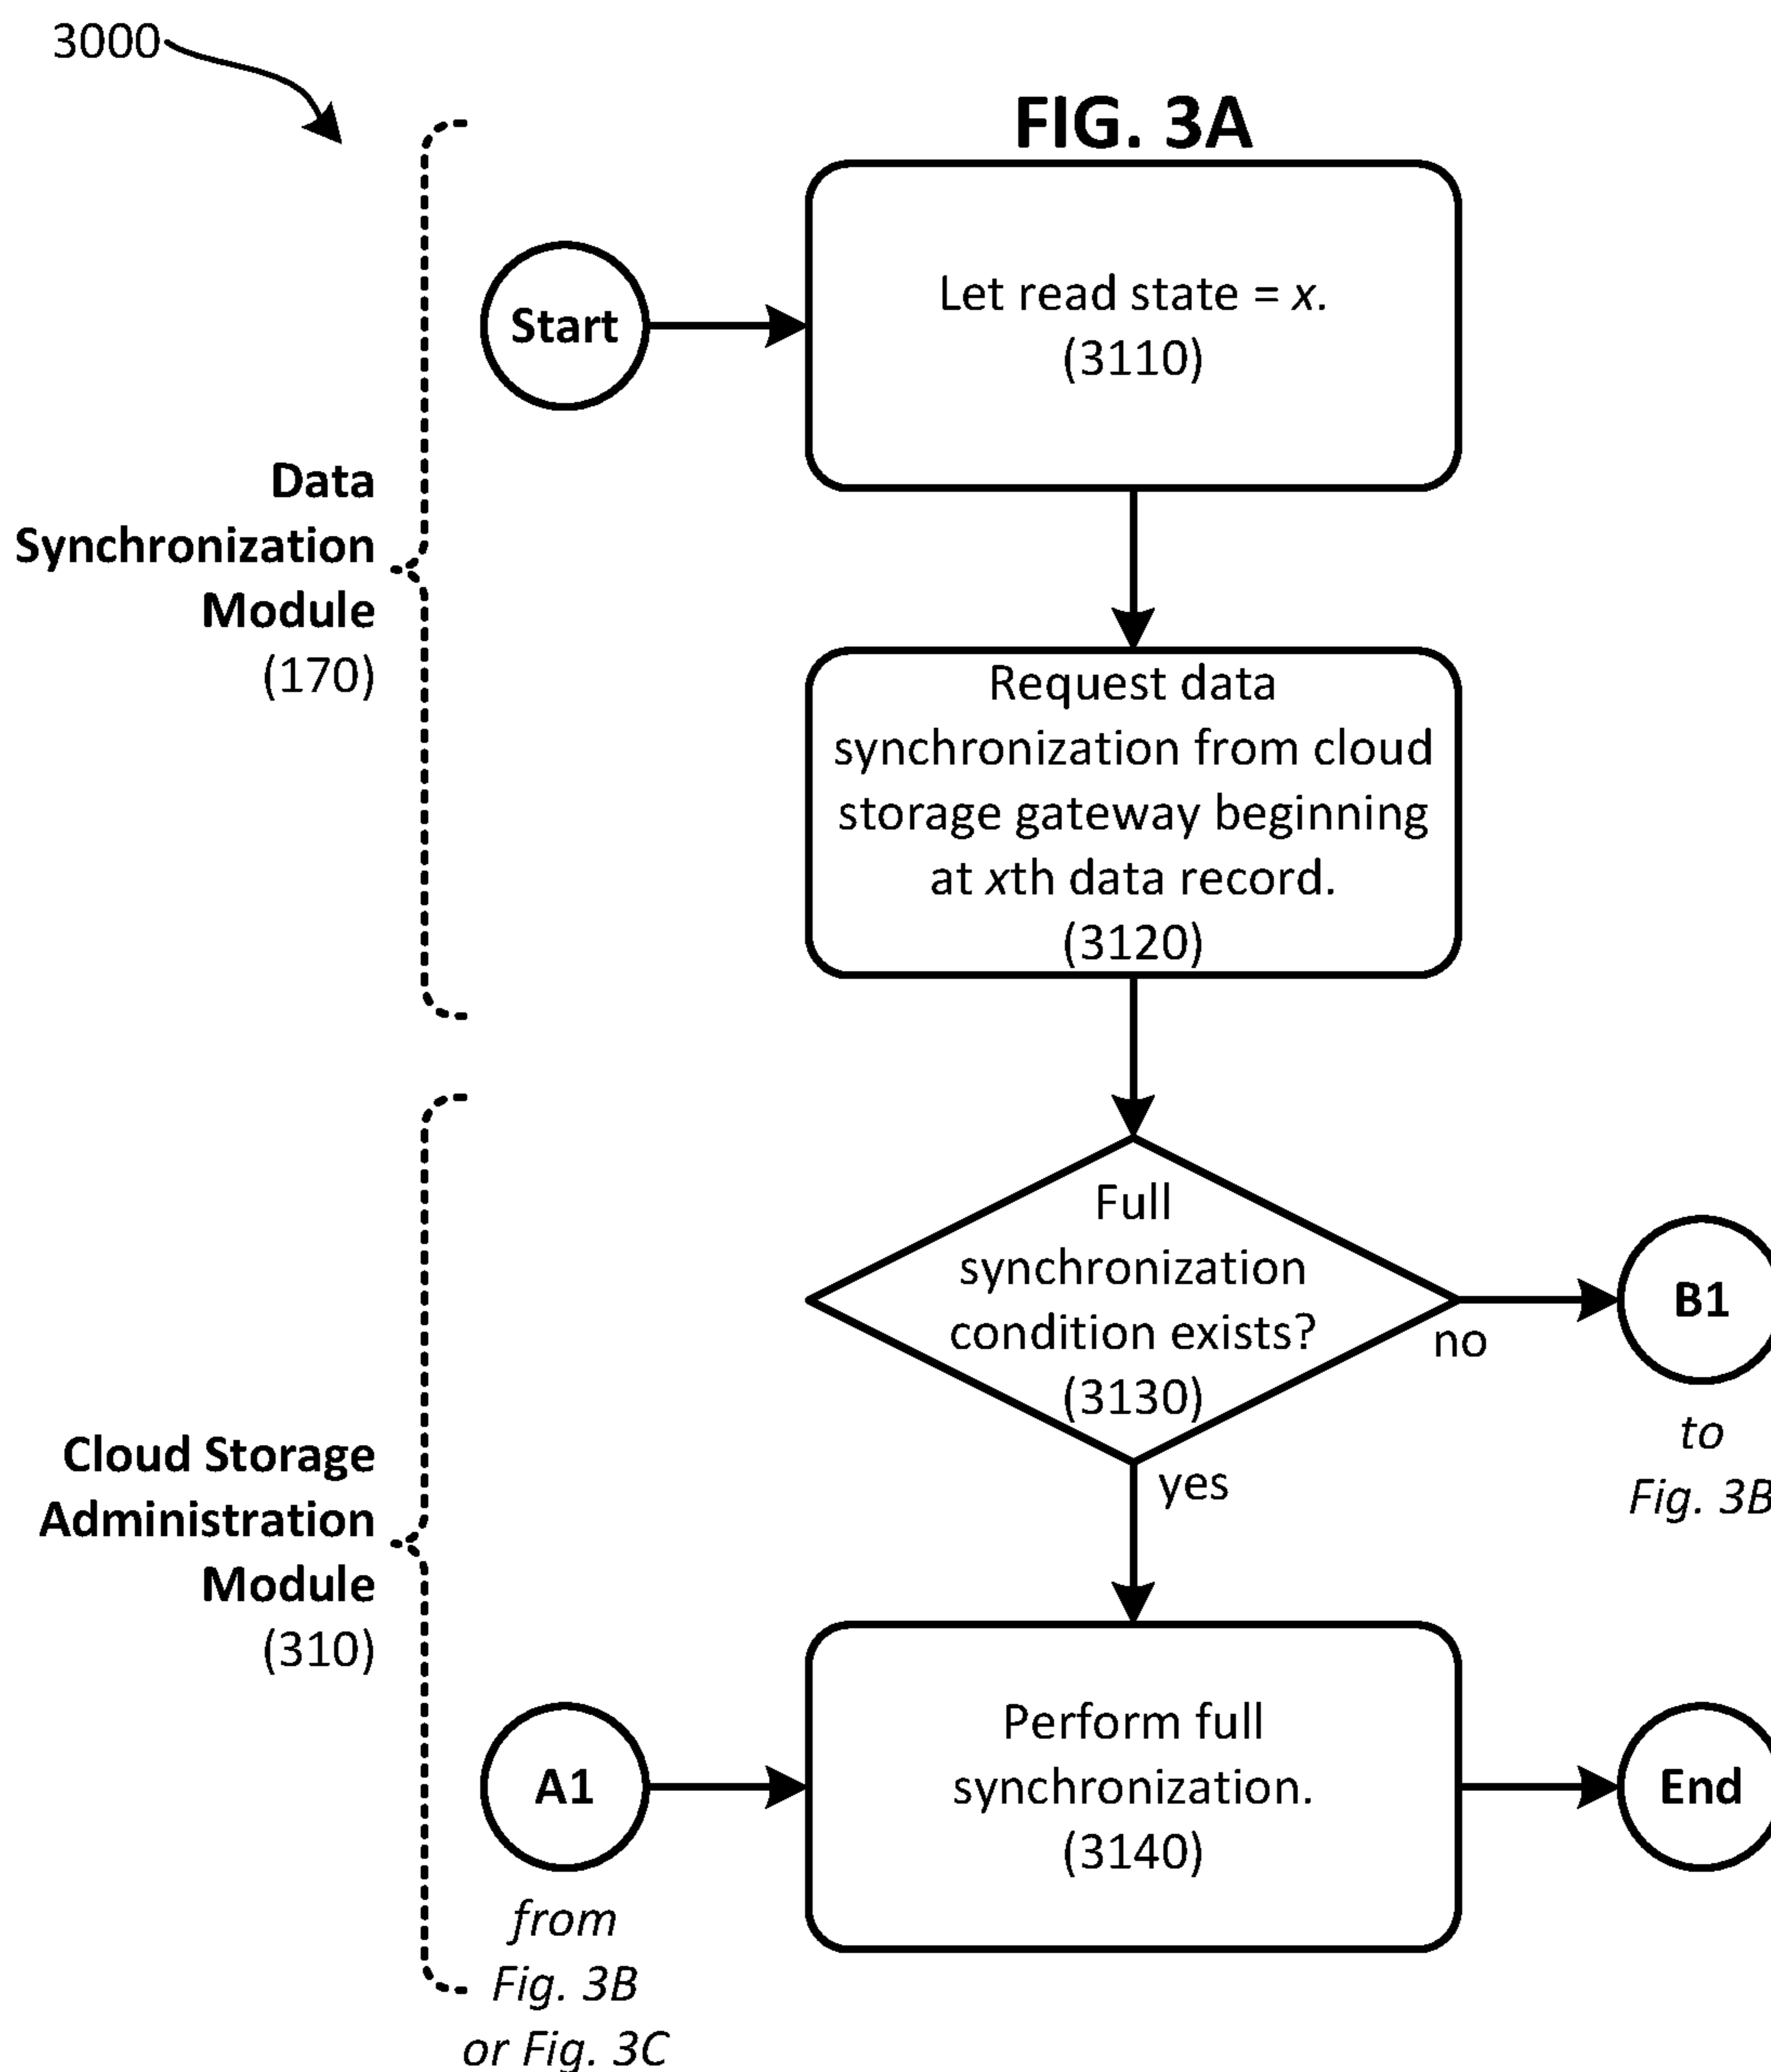 3000
FIG. 3A
Start
Let read state = x.
(3110)
Data
Synchronization
Module
(170)
Request data
synchronization from cloud
storage gateway beginning
at xth data record.
(3120)
Full
synchronization
condition exists?
(3130)
no
B1
to
Fig. 3B
yes
Cloud Storage
Administration
Module
(310)
A1
from
Fig. 3B
or Fig. 3C
Perform full
synchronization.
(3140)
End